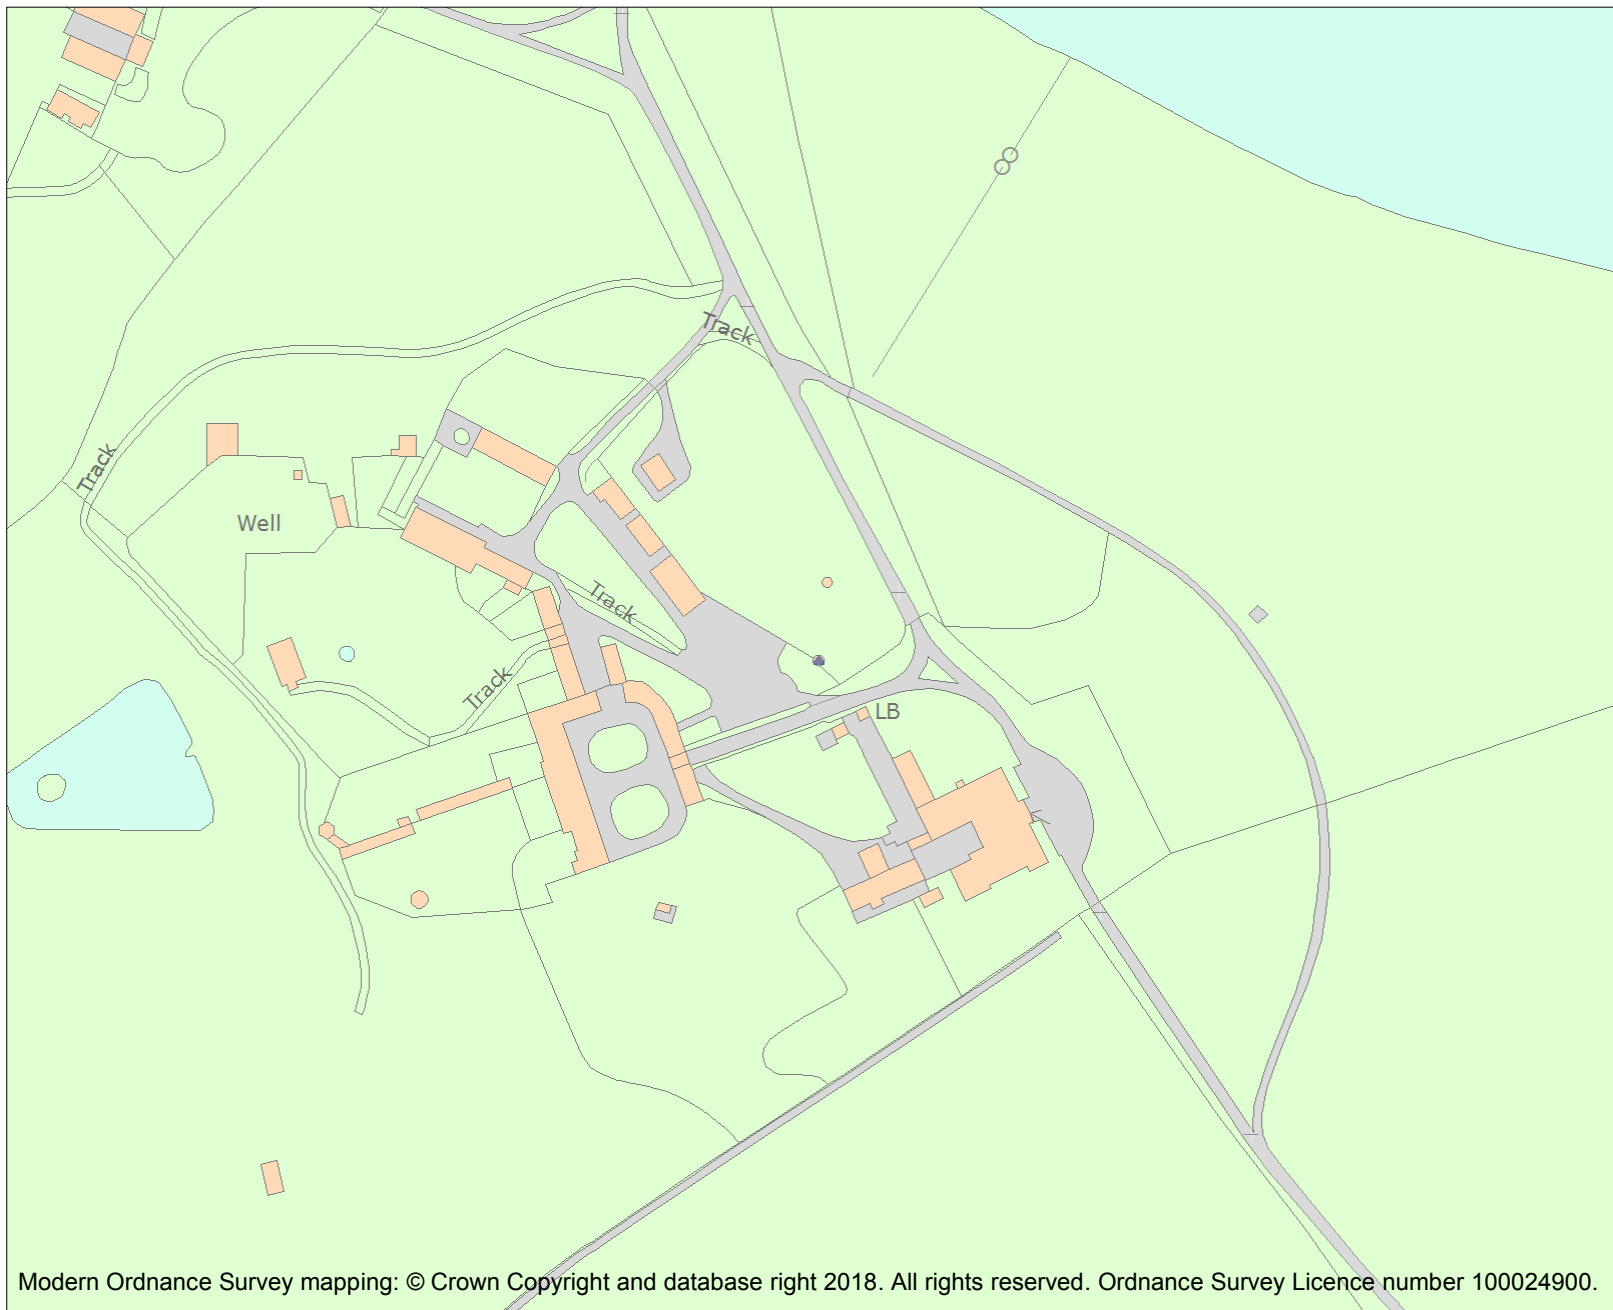 Track
Track
Well
Track
Track
LB
Modern Ordnance Survey mapping: © Crown Copyright and database right 2018. All rights reserved. Ordnance Survey Licence number 100024900.